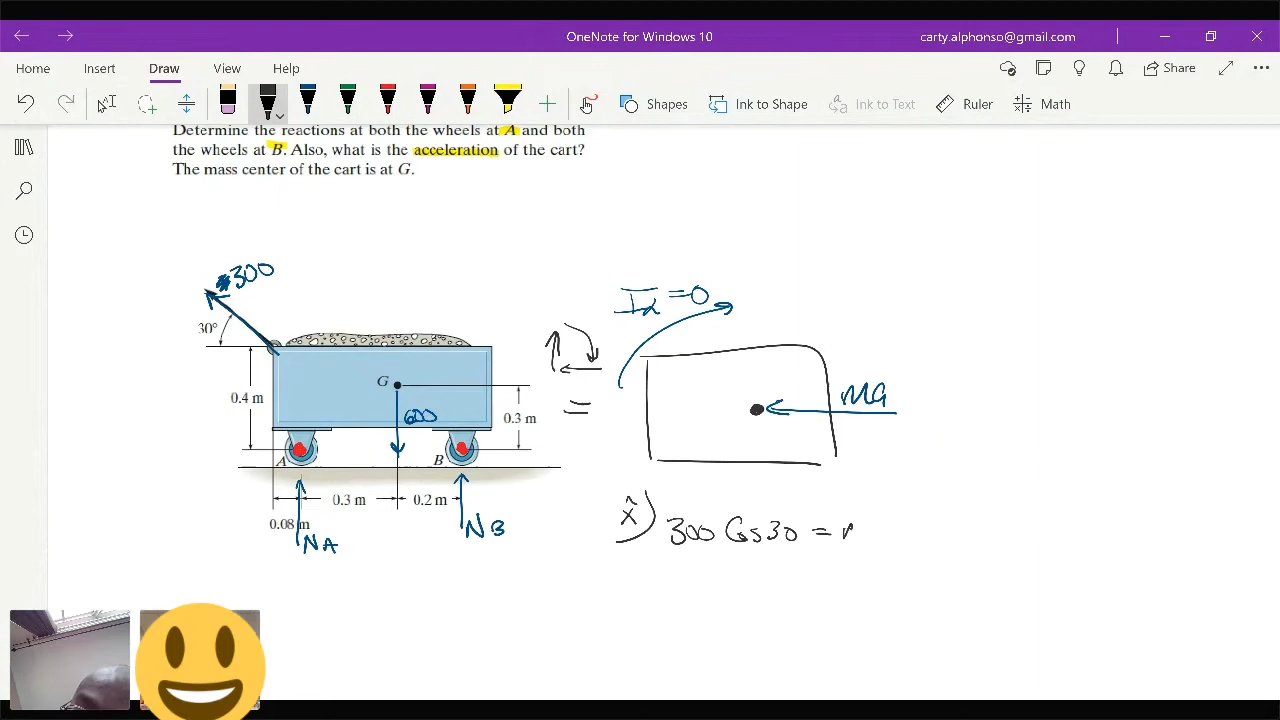 OneNote for Windows 10
carty.alphonso@gmail.com
Home Insert Draw View Help
Share
Shapes Ink to Shape Ink to Text Ruler Math
Determine the reactions at both the wheels at A and both
the wheels at B. Also, what is the acceleration of the cart?
The mass center of the cart is at G.
300
30°
Iα =0
0.4 m
G
600
0.3 m
=
A
B
0.3 m
0.2 m
0.08 m
NA
NB
x̂) 300 Cos30 =